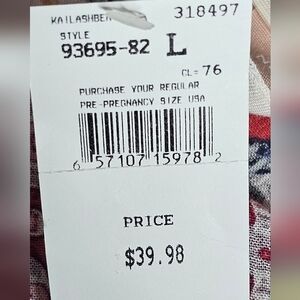 KAILASHBEN 318497
STYLE
93695-82 L
CL= 76
PURCHASE YOUR REGULAR
PRE-PREGNANCY SIZE USA
6 57107 15978 2
PRICE
$39.98